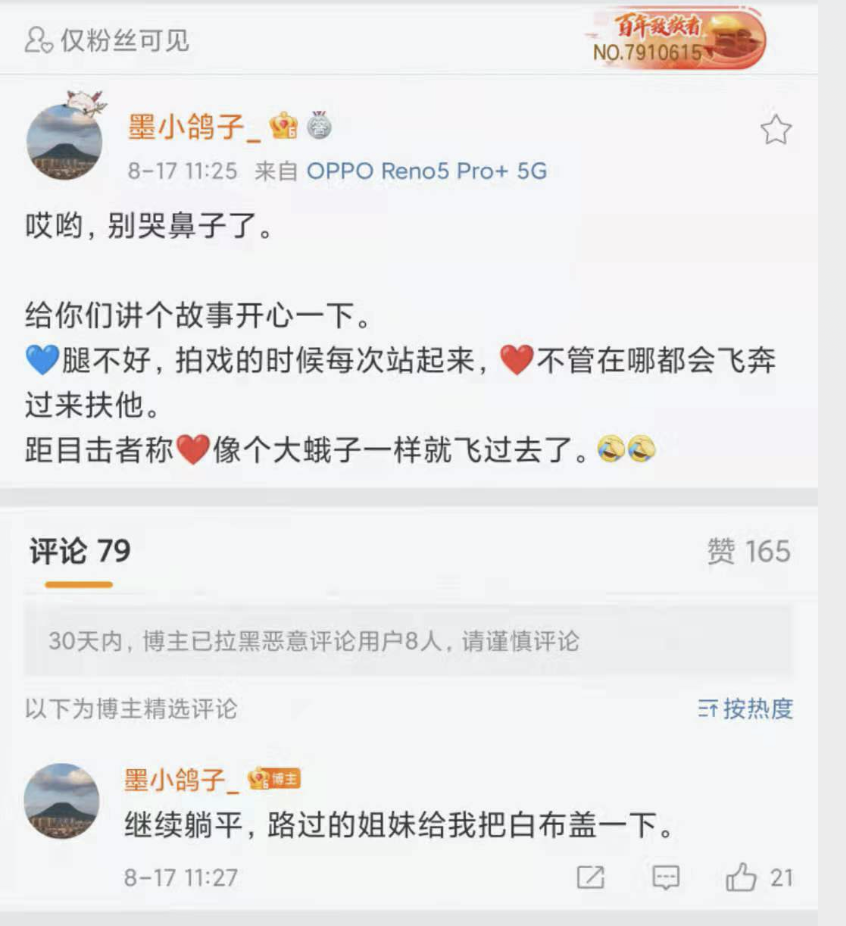 仅粉丝可见
百年致敬者
NO.7910615
墨小鸽子_
8-17 11:25 来自 OPPO Reno5 Pro+ 5G
哎哟，别哭鼻子了。
给你们讲个故事开心一下。
💙腿不好，拍戏的时候每次站起来，❤️不管在哪都会飞奔
过来扶他。
距目击者称❤️像个大蛾子一样就飞过去了。🤣🤣
评论 79
赞 165
30天内，博主已拉黑恶意评论用户8人，请谨慎评论
以下为博主精选评论
按热度
墨小鸽子_ 博主
继续躺平，路过的姐妹给我把白布盖一下。
8-17 11:27
21